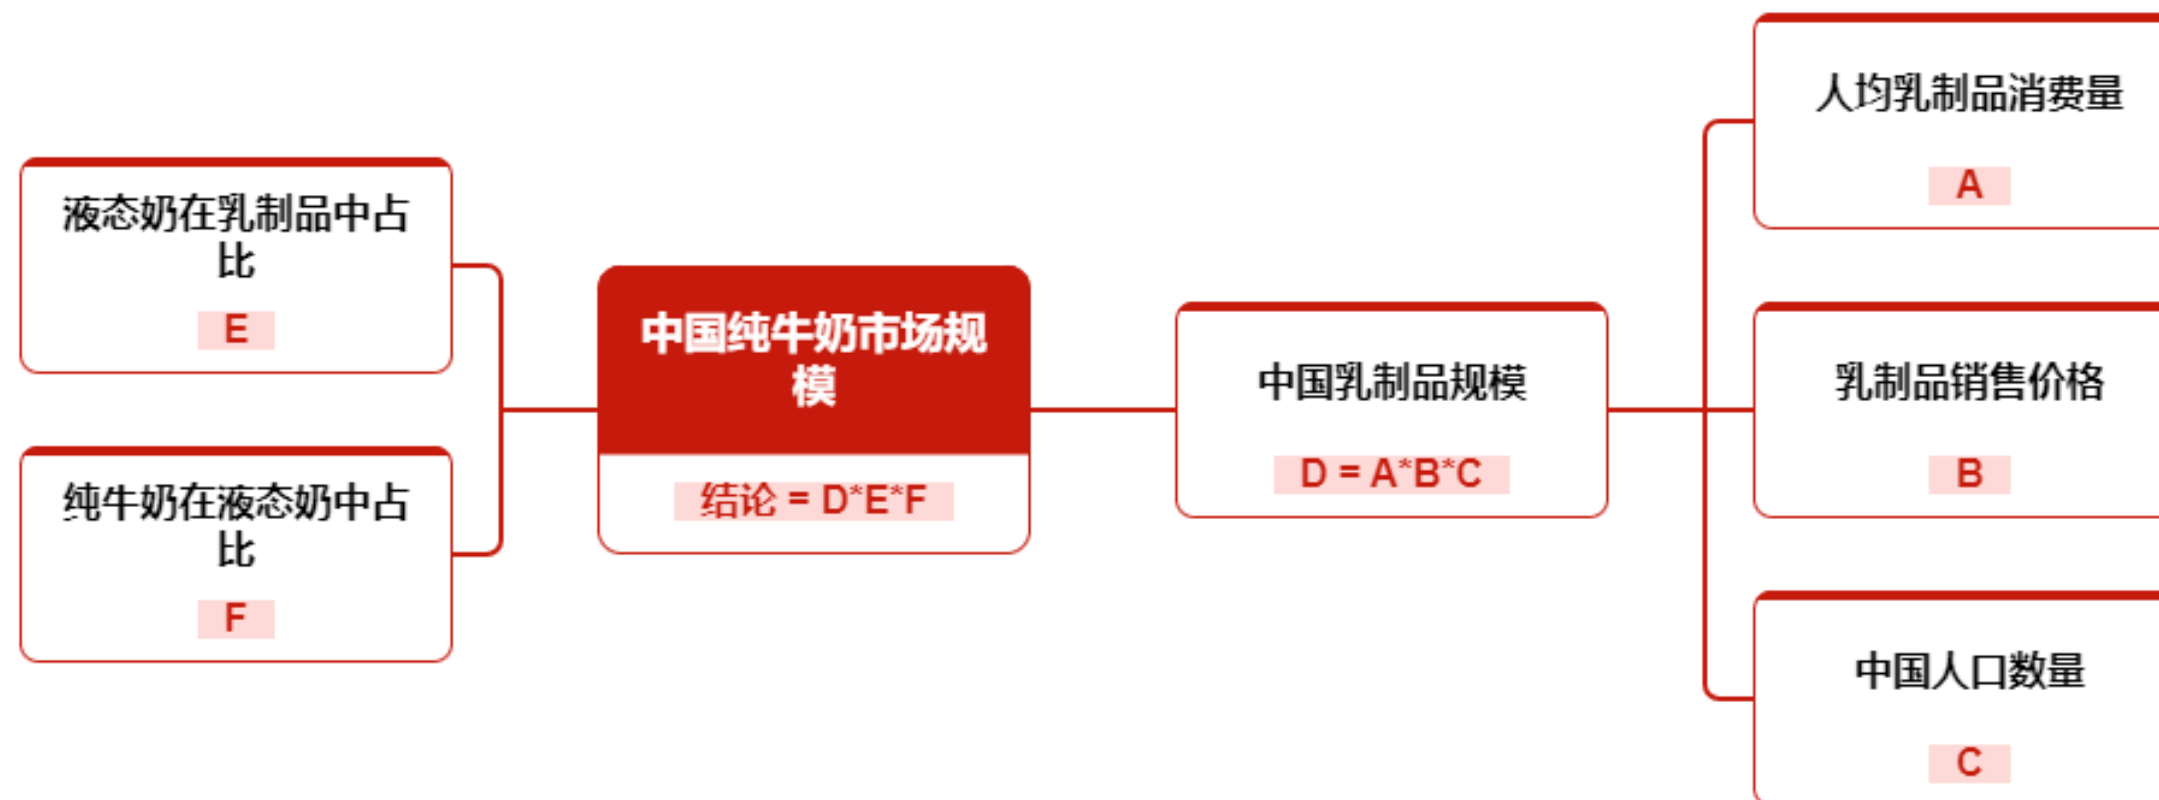 液态奶在乳制品中占
比
E
纯牛奶在液态奶中占
比
F
中国纯牛奶市场规
模
结论 = D*E*F
中国乳制品规模
D = A*B*C
人均乳制品消费量
A
乳制品销售价格
B
中国人口数量
C